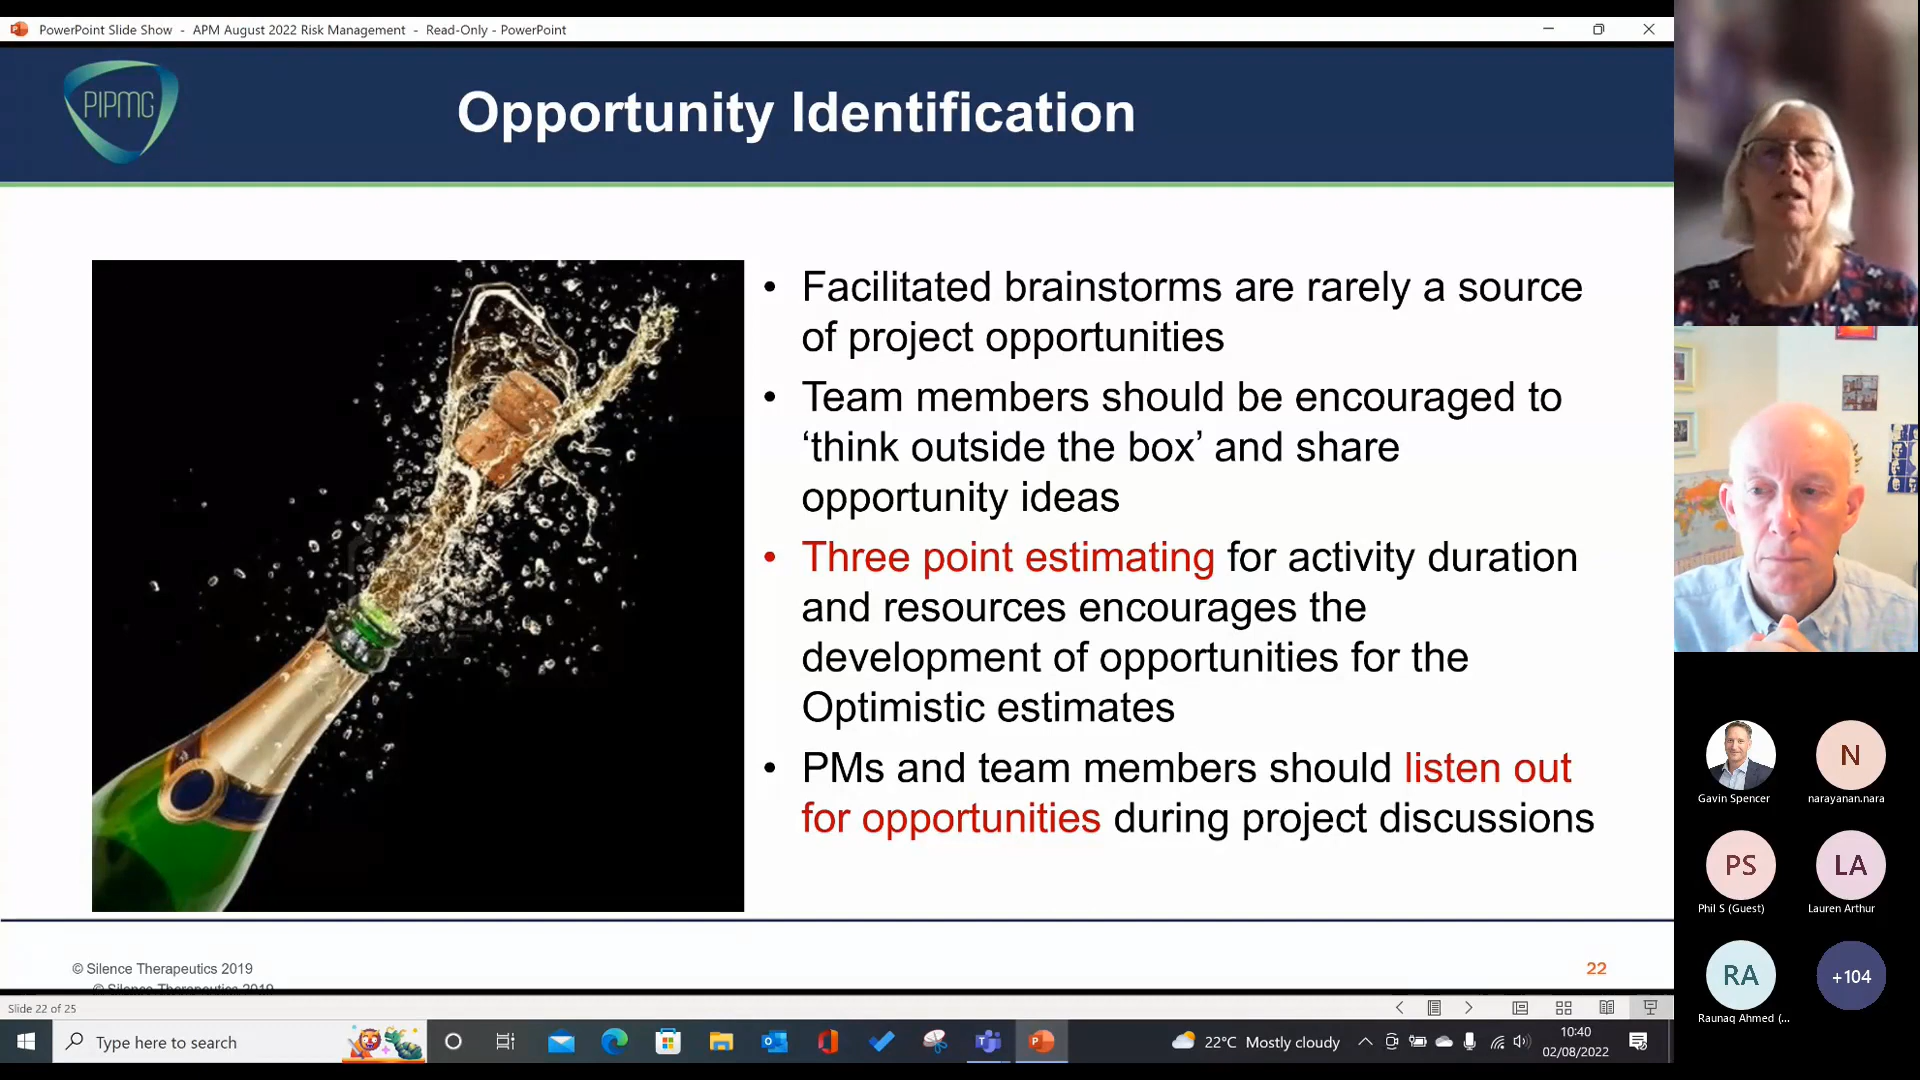 PowerPoint Slide Show - APM August 2022 Risk Management - Read-Only - PowerPoint
PIPMG
Opportunity Identification
• Facilitated brainstorms are rarely a source
of project opportunities
• Team members should be encouraged to
‘think outside the box’ and share
opportunity ideas
• Three point estimating for activity duration
and resources encourages the
development of opportunities for the
Optimistic estimates
• PMs and team members should listen out
for opportunities during project discussions
© Silence Therapeutics 2019
22
© Silence Therapeutics 2019
Slide 22 of 25
Type here to search
22°C Mostly cloudy
10:40
02/08/2022
N
Gavin Spencer
narayanan.nara
PS
LA
Phil S (Guest)
Lauren Arthur
RA
+104
Raunaq Ahmed (...